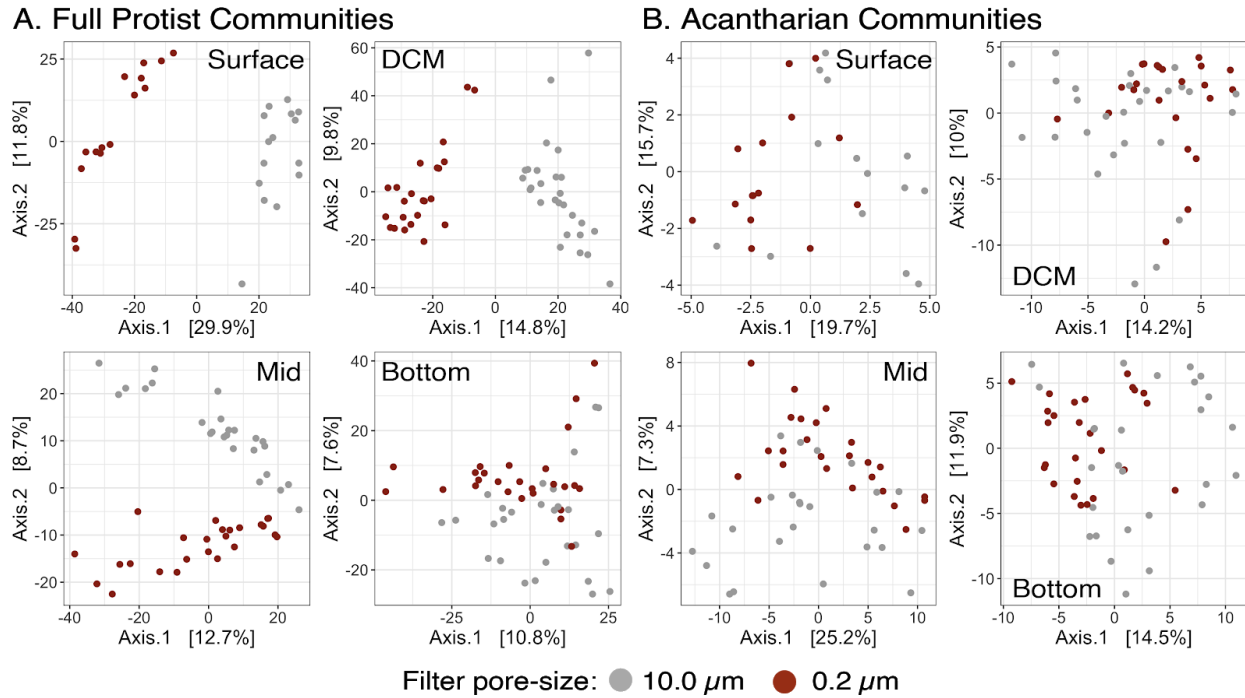 A. Full Protist Communities
B. Acantharian Communities
Surface
25
0
-25
Axis.2 [11.8%]
-40 -20 0 20
Axis.1 [29.9%]
DCM
60
40
20
0
-20
-40
Axis.2 [9.8%]
-40 -20 0 20 40
Axis.1 [14.8%]
Surface
4
2
0
-2
-4
Axis.2 [15.7%]
-5.0 -2.5 0.0 2.5 5.0
Axis.1 [19.7%]
5
0
-5
-10
Axis.2 [10%]
DCM
-10 -5 0 5
Axis.1 [14.2%]
Mid
20
10
0
-10
-20
Axis.2 [8.7%]
-40 -20 0 20
Axis.1 [12.7%]
Bottom
40
20
0
-20
Axis.2 [7.6%]
-50 -25 0 25
Axis.1 [10.8%]
Mid
8
4
0
-4
Axis.2 [7.3%]
-10 -5 0 5 10
Axis.1 [25.2%]
5
0
-5
-10
Axis.2 [11.9%]
Bottom
-10 -5 0 5 10
Axis.1 [14.5%]
Filter pore-size: 10.0 µm 0.2 µm